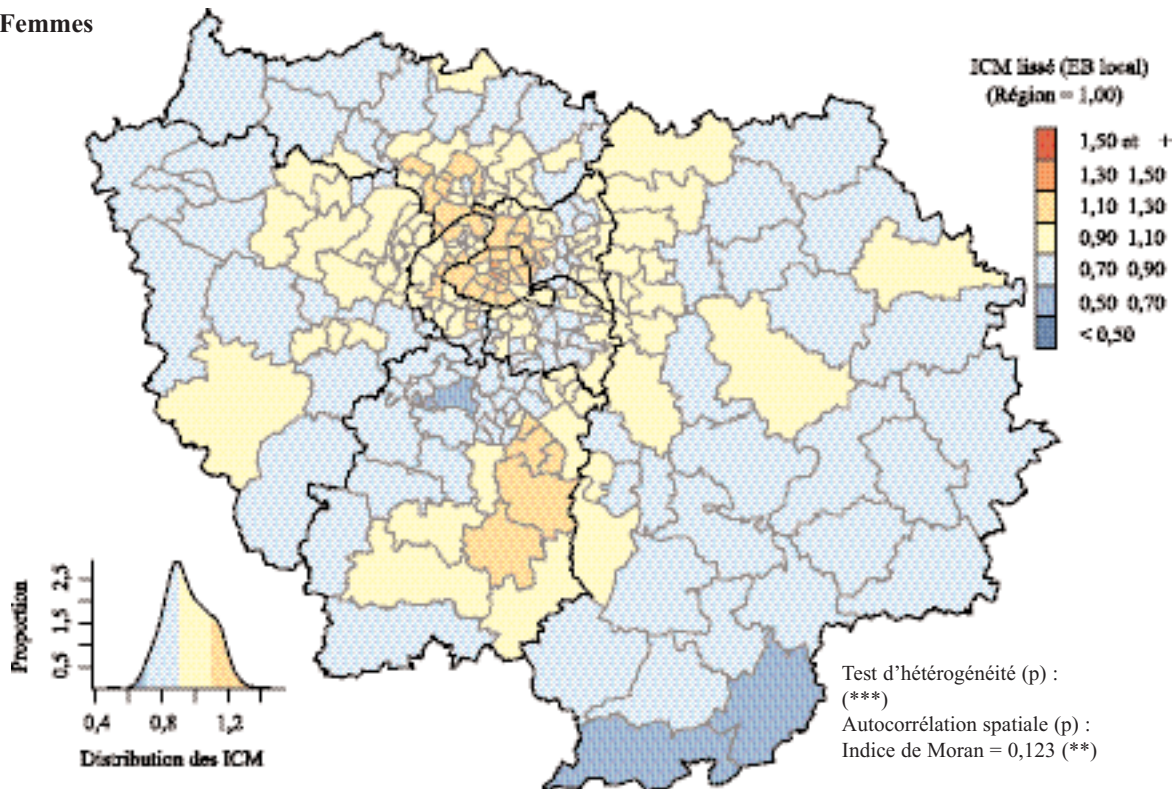 Femmes
ICM lissé (EB local)
(Région = 1,00)
1,50 et +
1,30 1,50
1,10 1,30
0,90 1,10
0,70 0,90
0,50 0,70
< 0,50
Proportion
2,5
1,5
0,5
0,4 0,8 1,2
Distribution des ICM
Test d'hétérogénéité (p) :
(***)
Autocorrélation spatiale (p) :
Indice de Moran = 0,123 (**)